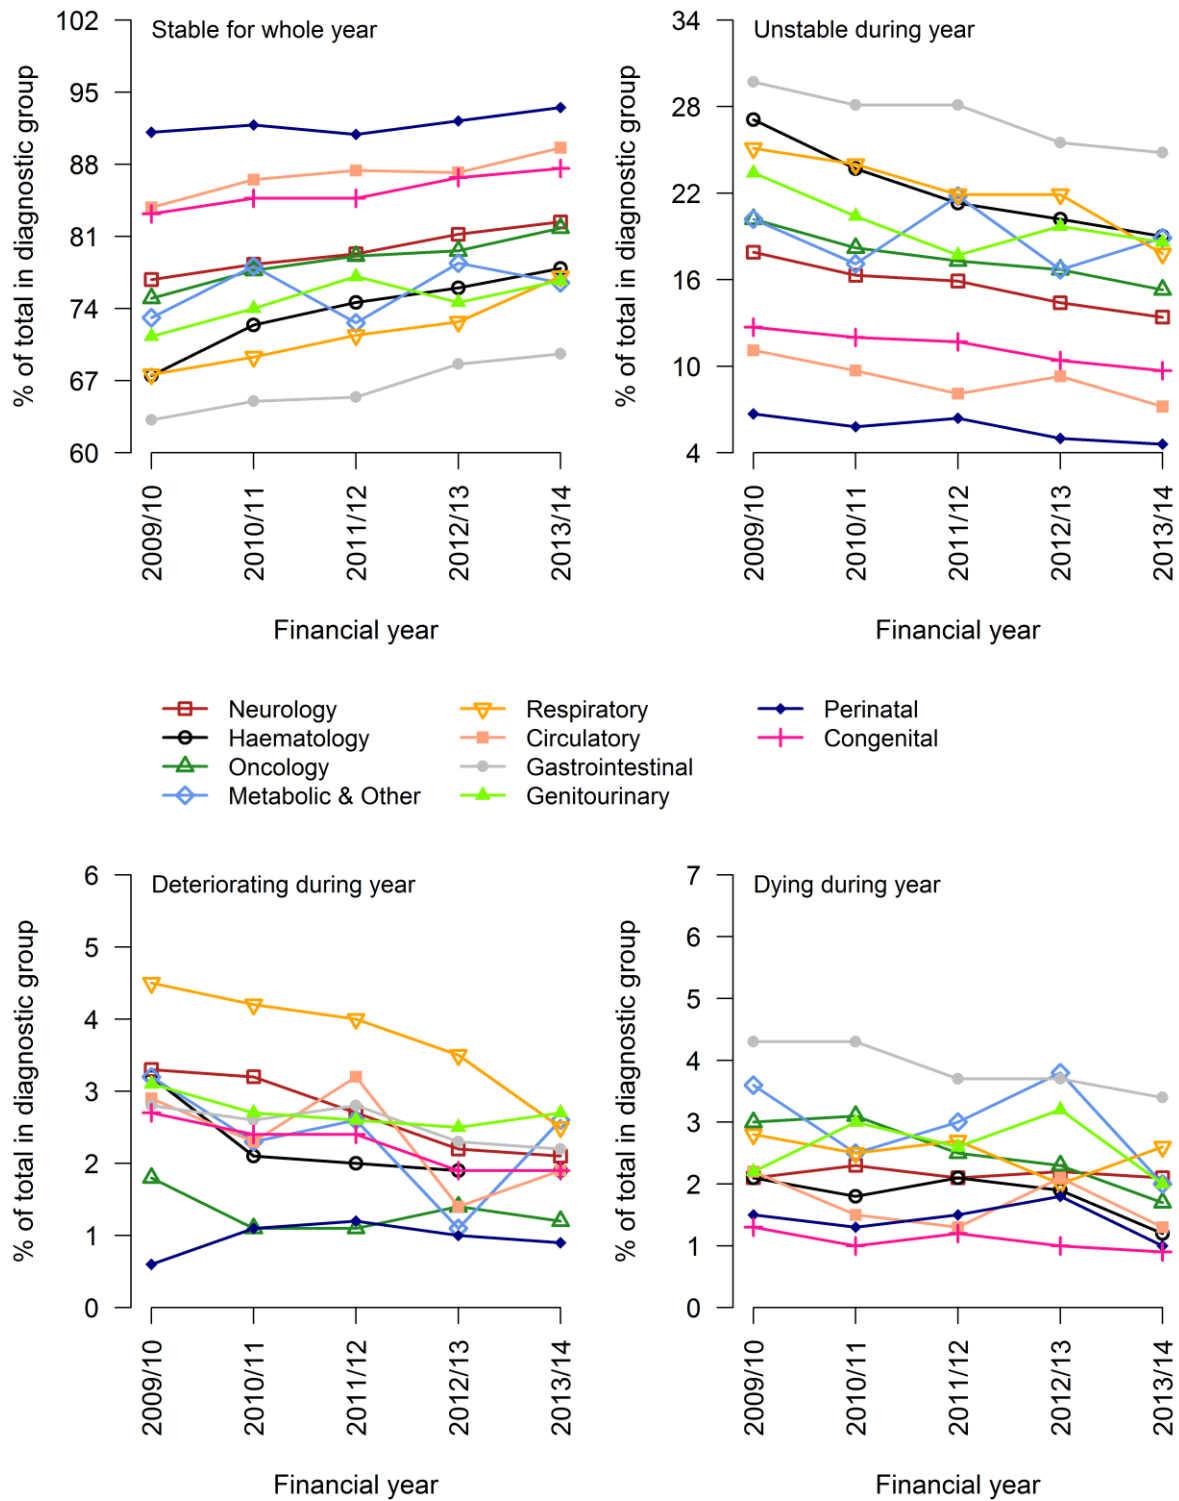 Stable for whole year
% of total in diagnostic group
102
95
88
81
74
67
60
2009/10
2010/11
2011/12
2012/13
2013/14
Financial year
Unstable during year
% of total in diagnostic group
34
28
22
16
10
4
2009/10
2010/11
2011/12
2012/13
2013/14
Financial year
Neurology
Haematology
Oncology
Metabolic & Other
Respiratory
Circulatory
Gastrointestinal
Genitourinary
Perinatal
Congenital
Deteriorating during year
% of total in diagnostic group
6
5
4
3
2
1
0
2009/10
2010/11
2011/12
2012/13
2013/14
Financial year
Dying during year
% of total in diagnostic group
7
6
5
4
3
2
1
0
2009/10
2010/11
2011/12
2012/13
2013/14
Financial year